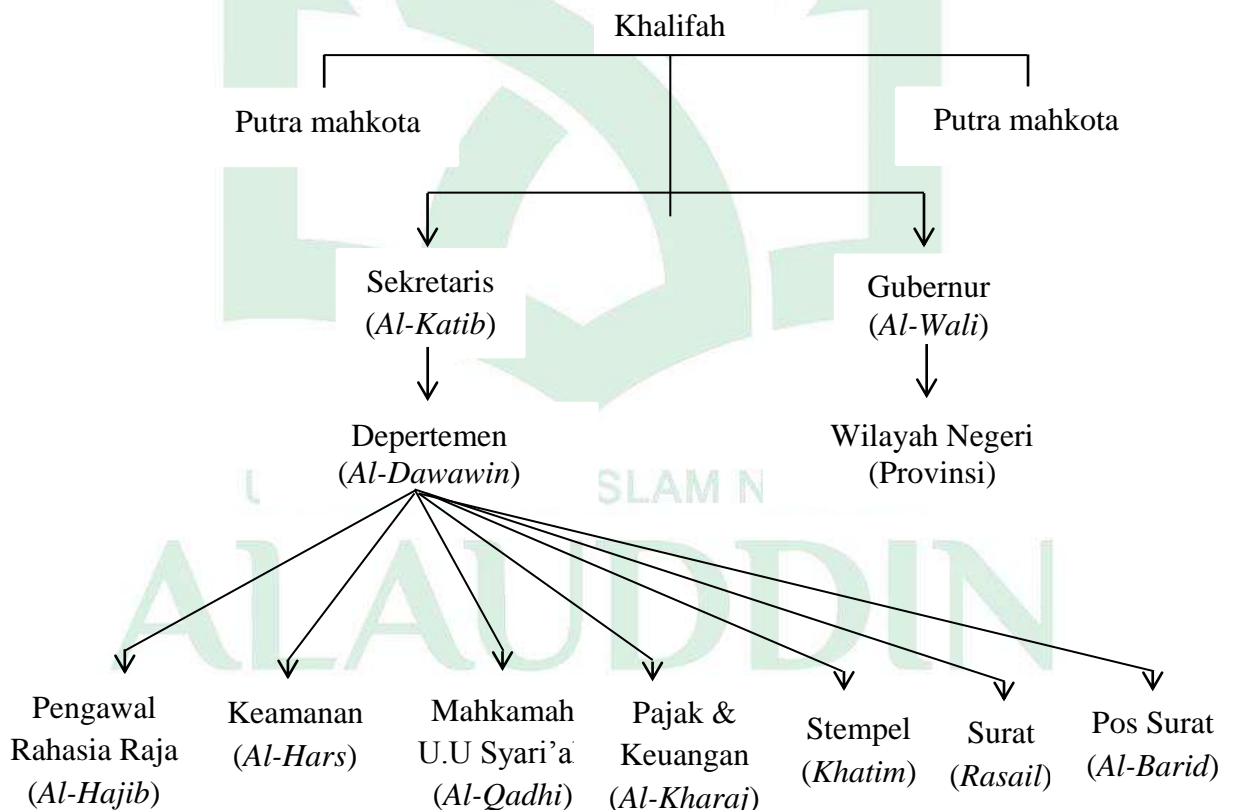 Khalifah
Putra mahkota
Putra mahkota
Sekretaris
(Al-Katib)
Gubernur
(Al-Wali)
Depertemen
(Al-Dawawin)
Wilayah Negeri
(Provinsi)
SLAM N
ALAUDDIN
Pengawal
Rahasia Raja
(Al-Hajib)
Keamanan
(Al-Hars)
Mahkamah
U.U Syari’a
(Al-Qadhi)
Pajak &
Keuangan
(Al-Kharaj)
Stempel
(Khatim)
Surat
(Rasail)
Pos Surat
(Al-Barid)